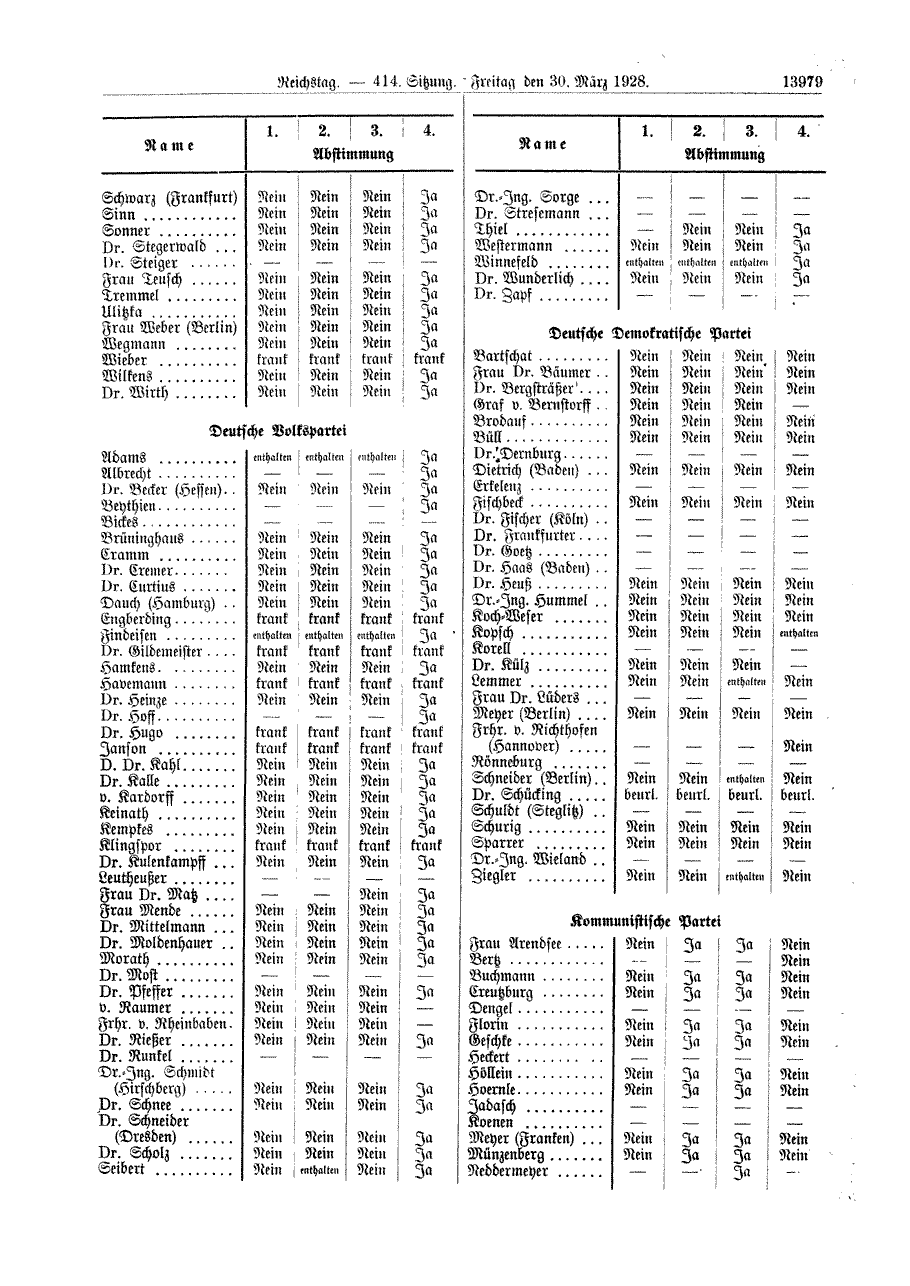 Reichstag. — 414. Sitzung. Freitag den 30. März 1928. 13979
Name 1. 2. 3. 4.
Abstimmung
Schwarz (Frankfurt) Nein Nein Nein Ja
Sinn ............ Nein Nein Nein Ja
Sonner .......... Nein Nein Nein Ja
Dr. Stegerwald ... Nein Nein Nein Ja
Dr. Steiger ...... — — — —
Frau Teusch ...... Nein Nein Nein Ja
Tremmel ......... Nein Nein Nein Ja
Ulitzka ........... Nein Nein Nein Ja
Frau Weber (Berlin) Nein Nein Nein Ja
Wegmann ........ Nein Nein Nein Ja
Wieber .......... krank krank krank krank
Wilkens .......... Nein Nein Nein Ja
Dr. Wirth ........ Nein Nein Nein Ja
Deutsche Volkspartei
Adams .......... enthalten enthalten enthalten Ja
Albrecht .......... — — — Ja
Dr. Becker (Hessen). . Nein Nein Nein Ja
Beythien .......... — — — Ja
Bickes ............ — — — —
Brüninghaus ...... Nein Nein Nein Ja
Cramm .......... Nein Nein Nein Ja
Dr. Cremer....... Nein Nein Nein Ja
Dr. Curtius ....... Nein Nein Nein Ja
Dauch (Hamburg) . . Nein Nein Nein Ja
Engberding ........ krank krank krank krank
Findeisen ......... enthalten enthalten enthalten Ja
Dr. Gildemeister .... krank krank krank krank
Hamkens. ......... Nein Nein Nein Ja
Havemann ........ krank krank krank krank
Dr. Heinze ........ Nein Nein Nein Ja
Dr. Hoff.......... — — — Ja
Dr. Hugo ........ krank krank krank krank
Janson .......... krank krank krank krank
D. Dr. Kahl....... Nein Nein Nein Ja
Dr. Kalle ......... Nein Nein Nein Ja
v. Kardorff ........ Nein Nein Nein Ja
Keinath .......... Nein Nein Nein Ja
Kempkes ......... Nein Nein Nein Ja
Klingspor ......... krank krank krank krank
Dr. Kulenkampff ... Nein Nein Nein Ja
Leutheußer ........ — — — —
Frau Dr. Matz .... — — Nein Ja
Frau Mende ...... Nein Nein Nein Ja
Dr. Mittelmann ... Nein Nein Nein Ja
Dr. Moldenhauer .. Nein Nein Nein Ja
Morath .......... Nein Nein Nein Ja
Dr. Most ......... — — — —
Dr. Pfeffer ....... Nein Nein Nein Ja
v. Raumer ....... Nein Nein Nein —
Frhr. v. Rheinbaben. Nein Nein Nein —
Dr. Rießer ....... Nein Nein Nein Ja
Dr. Runkel ....... — — — —
Dr.-Ing. Schmidt
(Hirschberg) ..... Nein Nein Nein Ja
Dr. Schnee ....... Nein Nein Nein Ja
Dr. Schneider
(Dresden) ...... Nein Nein Nein Ja
Dr. Scholz ....... Nein Nein Nein Ja
Seibert .......... Nein enthalten Nein Ja
Name 1. 2. 3. 4.
Abstimmung
Dr.-Ing. Sorge ... — — — —
Dr. Stresemann ... — — — —
Thiel ............ — Nein Nein Ja
Westermann ...... Nein Nein Nein Ja
Winnefeld ........ enthalten enthalten enthalten Ja
Dr. Wunderlich .... Nein Nein Nein Ja
Dr. Zapf ......... — — — —
Deutsche Demokratische Partei
Bartschat ......... Nein Nein Nein Nein
Frau Dr. Bäumer .. Nein Nein Nein Nein
Dr. Bergsträßer .... Nein Nein Nein Nein
Graf v. Bernstorff .. Nein Nein Nein —
Brodauf .......... Nein Nein Nein Nein
Büll ............. Nein Nein Nein Nein
Dr. Dernburg ...... — — — —
Dietrich (Baden) ... Nein Nein Nein Nein
Erkelenz .......... — — — —
Fischbeck .......... Nein Nein Nein Nein
Dr. Fischer (Köln) .. — — — —
Dr. Frankfurter .... — — — —
Dr. Goetz ......... — — — —
Dr. Haas (Baden) .. — — — —
Dr. Heuß ......... Nein Nein Nein Nein
Dr.-Ing. Hummel .. Nein Nein Nein Nein
Koch-Weser ....... Nein Nein Nein Nein
Kopsch ........... Nein Nein Nein enthalten
Korell ............ — — — —
Dr. Külz ......... Nein Nein Nein —
Lemmer .......... Nein Nein enthalten Nein
Frau Dr. Lüders ... — — — —
Meyer (Berlin) .... Nein Nein Nein Nein
Frhr. v. Richthofen
(Hannover) ..... — — — Nein
Rönneburg ....... — — — —
Schneider (Berlin). . Nein Nein enthalten Nein
Dr. Schücking ..... beurl. beurl. beurl. beurl.
Schuldt (Steglitz) .. — — — —
Schurig .......... Nein Nein Nein Nein
Sparrer .......... Nein Nein Nein Nein
Dr.-Ing. Wieland .. — — — —
Ziegler .......... Nein Nein enthalten Nein
Kommunistische Partei
Frau Arendsee ..... Nein Ja Ja Nein
Bertz ............ — — — Nein
Buchmann ........ Nein Ja Ja Nein
Creutzburg ........ Nein Ja Ja Nein
Dengel ........... — — — —
Florin ........... Nein Ja Ja Nein
Geschke ........... Nein Ja Ja Nein
Heckert ........ .. — — — —
Höllein ........... Nein Ja Ja Nein
Hoernle ........... Nein Ja Ja Nein
Jadasch .......... — — — —
Koenen .......... — — — —
Meyer (Franken) ... Nein Ja Ja Nein
Münzenberg ....... Nein Ja Ja Nein
Neddermeyer ...... — — Ja —